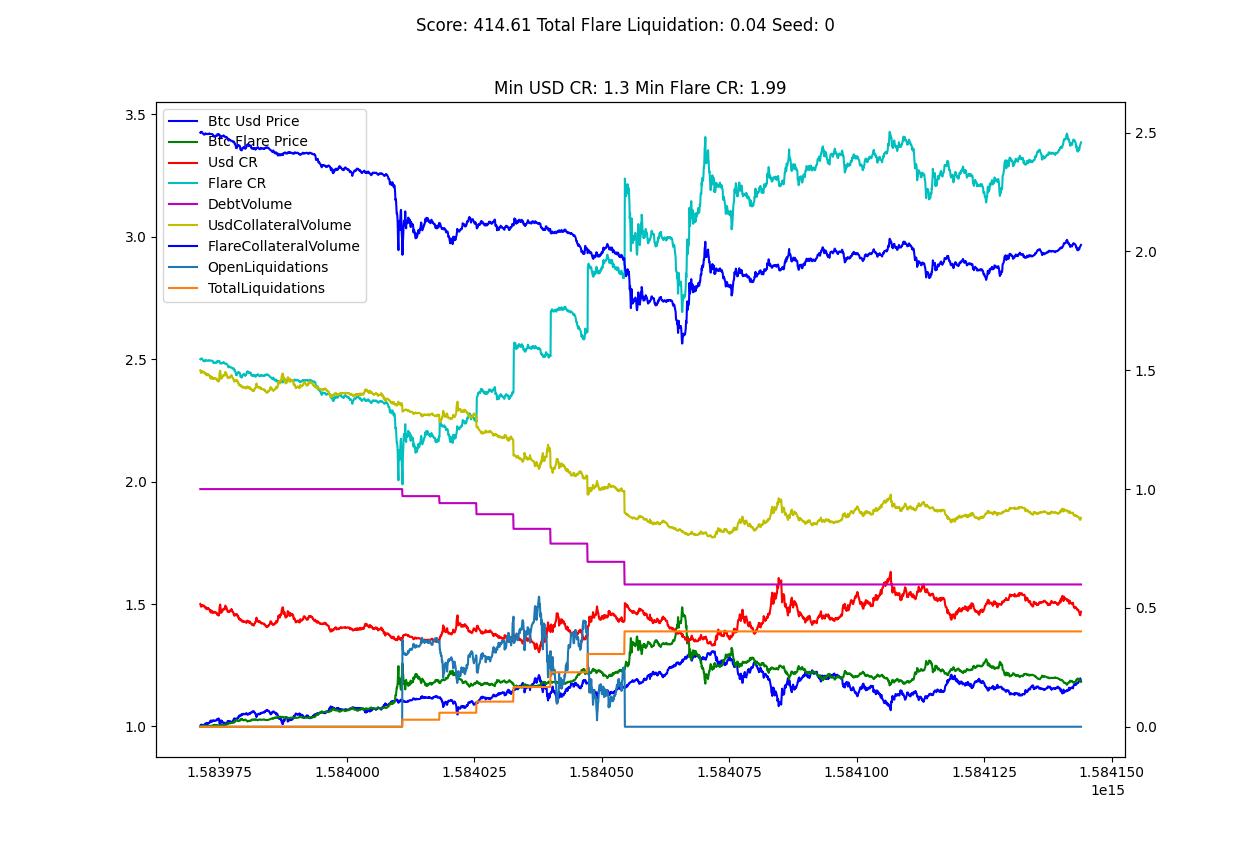 Score: 414.61 Total Flare Liquidation: 0.04 Seed: 0
Min USD CR: 1.3 Min Flare CR: 1.99
3.5
3.0
2.5
2.0
1.5
1.0
Btc Usd Price
Btc Flare Price
Usd CR
Flare CR
DebtVolume
UsdCollateralVolume
FlareCollateralVolume
OpenLiquidations
TotalLiquidations
2.5
2.0
1.5
1.0
0.5
0.0
1.583975 1.584000 1.584025 1.584050 1.584075 1.584100 1.584125 1.584150
1e15